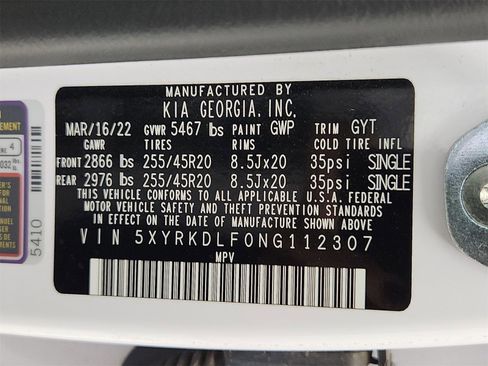 MANUFACTURED BY
KIA GEORGIA, INC.
MAR/16/22 GVWR 5467 lbs PAINT GWP TRIM GYT
GAWR TIRES RIMS COLD TIRE INFL
FRONT 2866 lbs 255/45R20 8.5Jx20 35psi SINGLE
REAR 2976 lbs 255/45R20 8.5Jx20 35psi SINGLE
THIS VEHICLE CONFORMS TO ALL APPLICABLE U.S.A. FEDERAL
MOTOR VEHICLE SAFETY AND THEFT PREVENTION STANDARDS
IN EFFECT ON THE DATE OF MANUFACTURE SHOWN ABOVE
VIN 5XYRKDLF0NG112307
MPV
5410
4